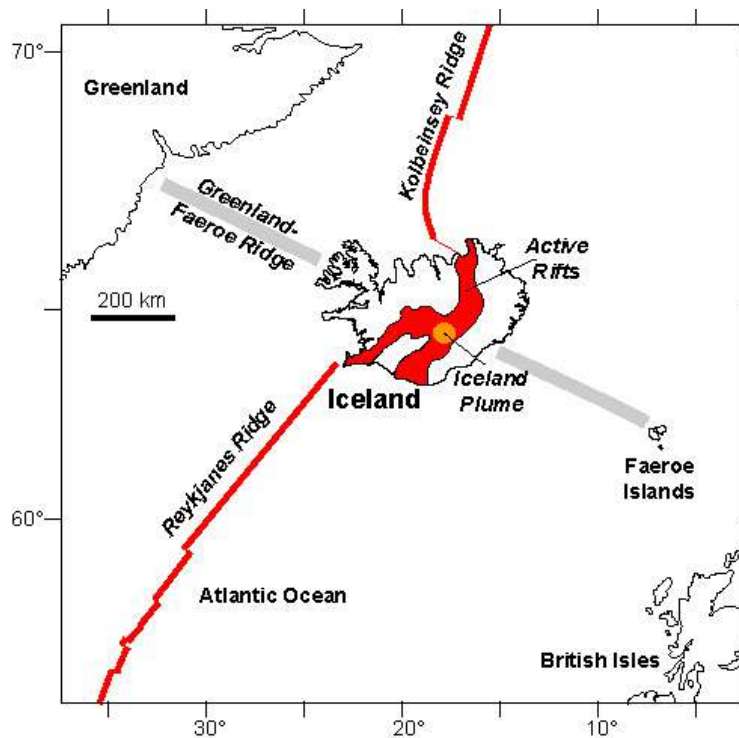 70°
Greenland
Kolbeinsey Ridge
Greenland-
Faeroe Ridge
Active
Rifts
200 km
Iceland
Plume
Iceland
Reykjanes Ridge
Faeroe
Islands
60°
Atlantic Ocean
British Isles
30°
20°
10°